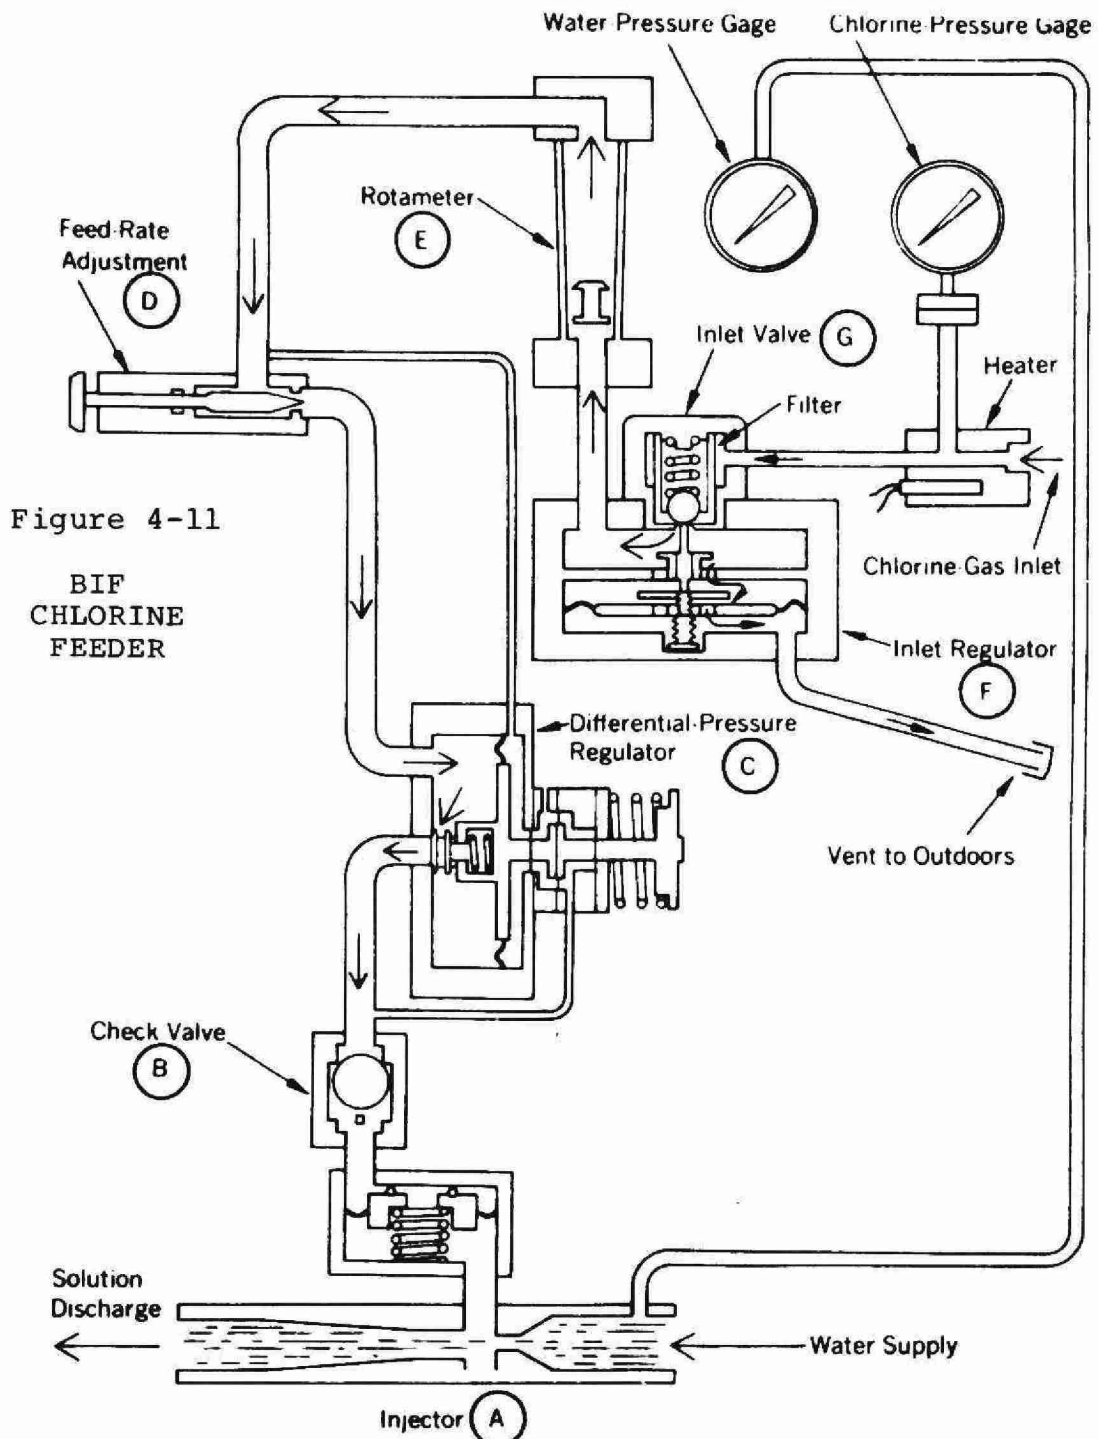 Water Pressure Gage
Chlorine Pressure Gage
Rotameter
E
Feed-Rate
Adjustment
D
Inlet Valve
G
Heater
Filter
Figure 4-11
BIF
CHLORINE
FEEDER
Chlorine Gas Inlet
Inlet Regulator
F
Differential-Pressure
Regulator
C
Vent to Outdoors
Check Valve
B
Solution
Discharge
Water Supply
Injector
A